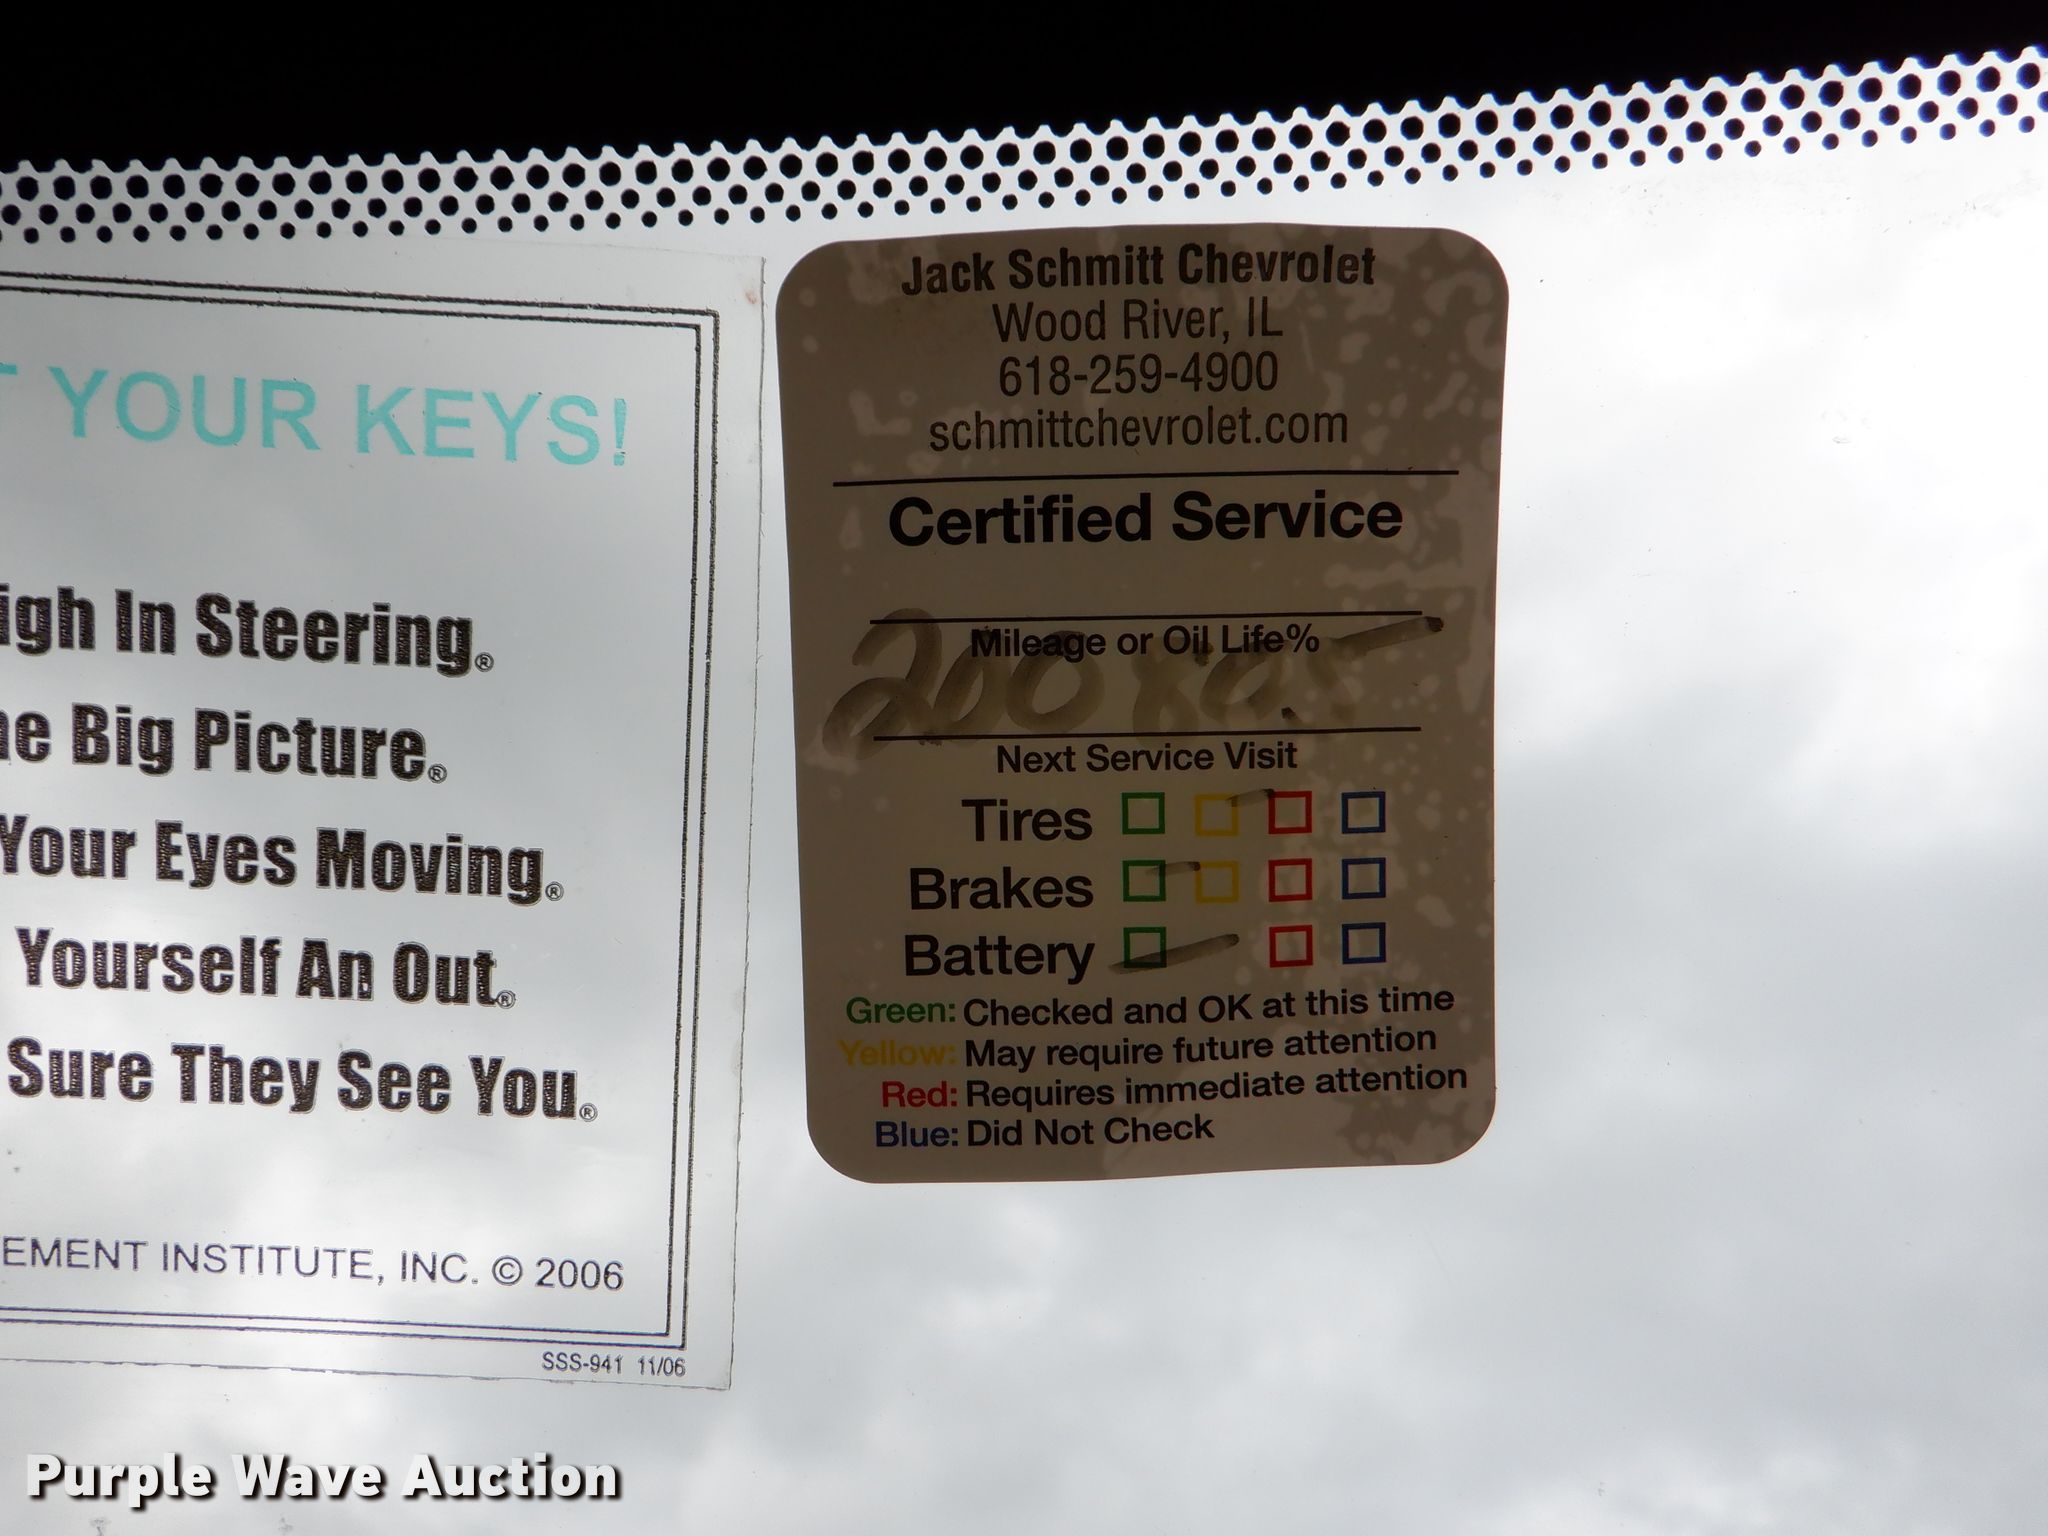 T YOUR KEYS!
igh In Steering®
he Big Picture®
Your Eyes Moving®
Yourself An Out®
Sure They See You®
EMENT INSTITUTE, INC. © 2006
SSS-941 11/06
Jack Schmitt Chevrolet
Wood River, IL
618-259-4900
schmittchevrolet.com
Certified Service
Mileage or Oil Life%
Next Service Visit
Tires
Brakes
Battery
Green: Checked and OK at this time
Yellow: May require future attention
Red: Requires immediate attention
Blue: Did Not Check
Purple Wave Auction